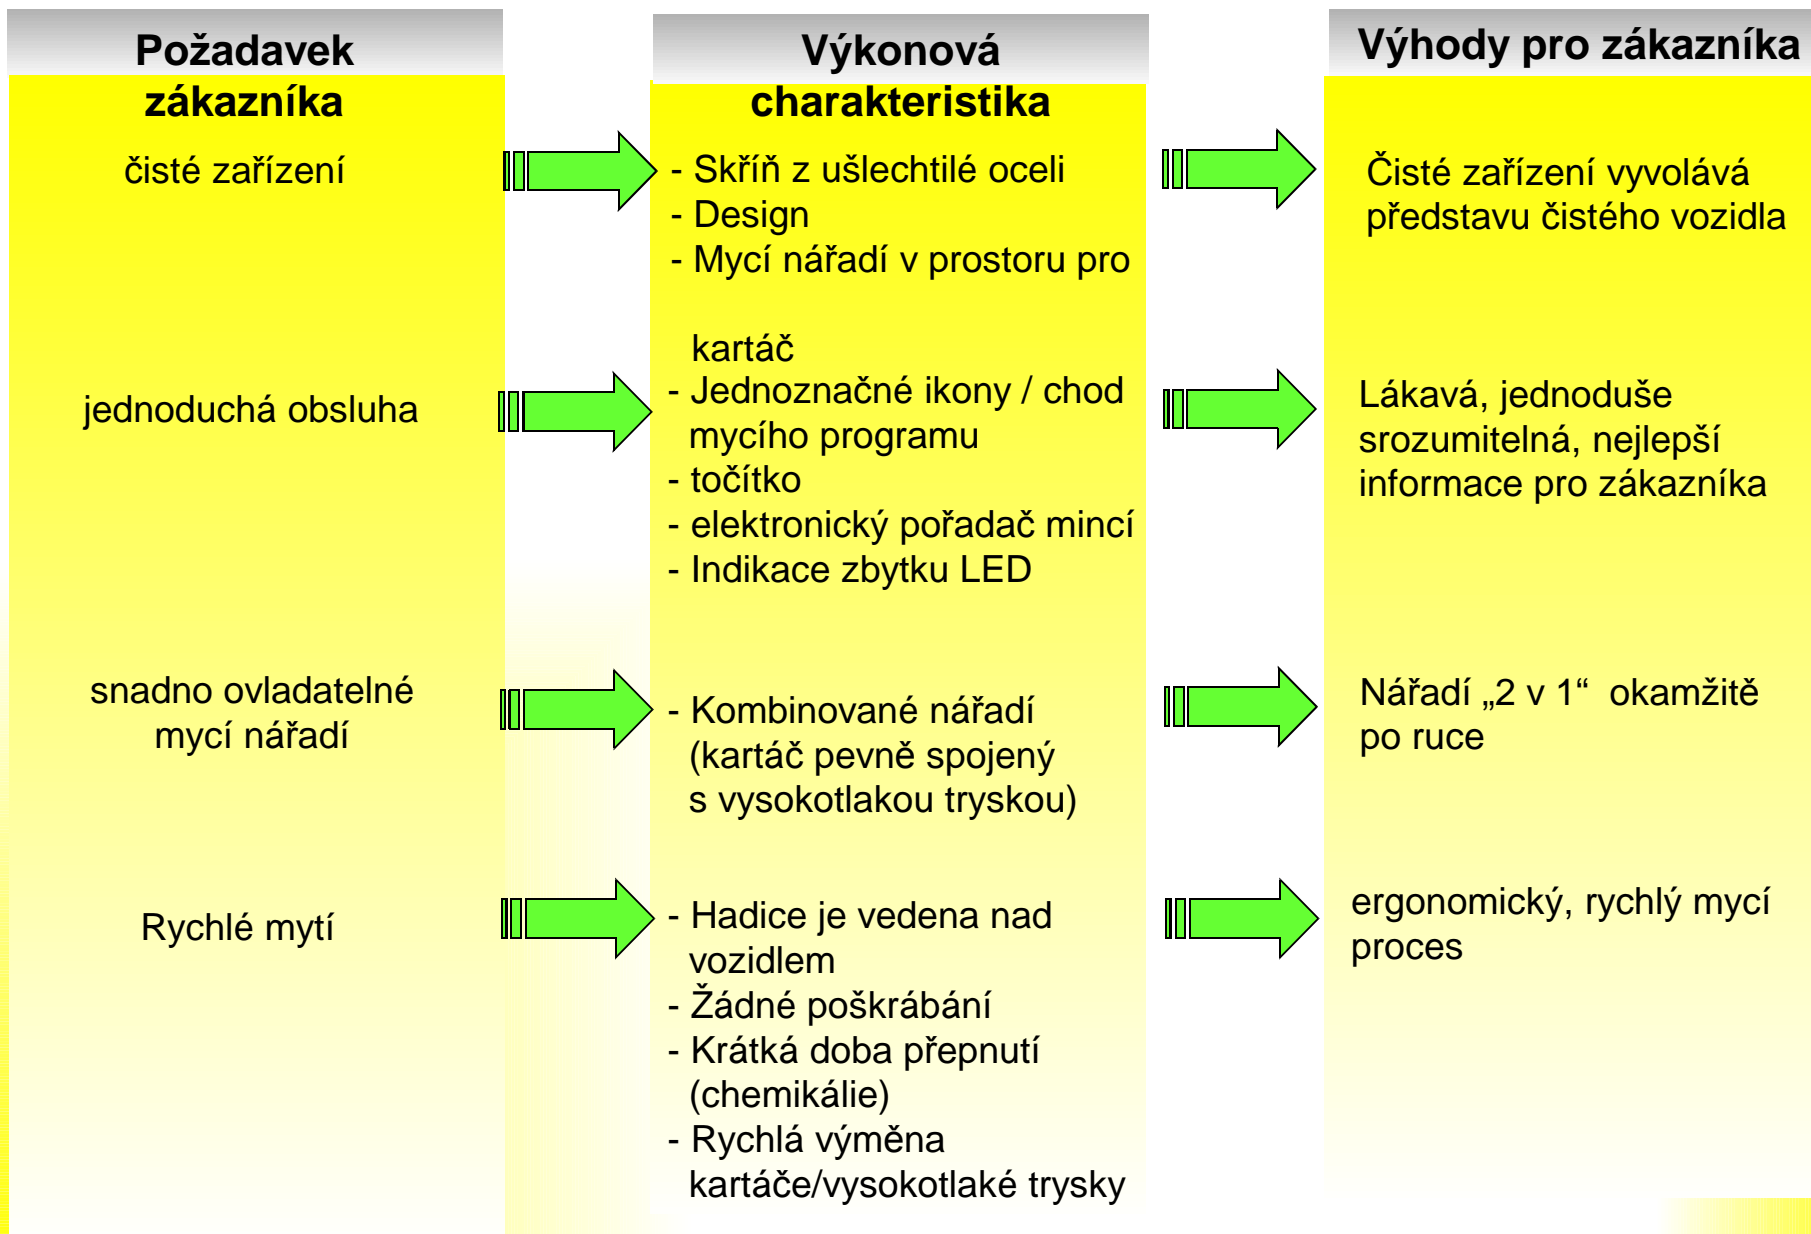 Požadavek
zákazníka
Výkonová
charakteristika
Výhody pro zákazníka
čisté zařízení
- Skříň z ušlechtilé oceli
- Design
- Mycí nářadí v prostoru pro
kartáč
Čisté zařízení vyvolává
představu čistého vozidla
jednoduchá obsluha
- Jednoznačné ikony / chod
mycího programu
- točítko
- elektronický pořadač mincí
- Indikace zbytku LED
Lákavá, jednoduše
srozumitelná, nejlepší
informace pro zákazníka
snadno ovladatelné
mycí nářadí
- Kombinované nářadí
(kartáč pevně spojený
s vysokotlakou tryskou)
Nářadí „2 v 1“ okamžitě
po ruce
Rychlé mytí
- Hadice je vedena nad
vozidlem
- Žádné poškrábání
- Krátká doba přepnutí
(chemikálie)
- Rychlá výměna
kartáče/vysokotlaké trysky
ergonomický, rychlý mycí
proces